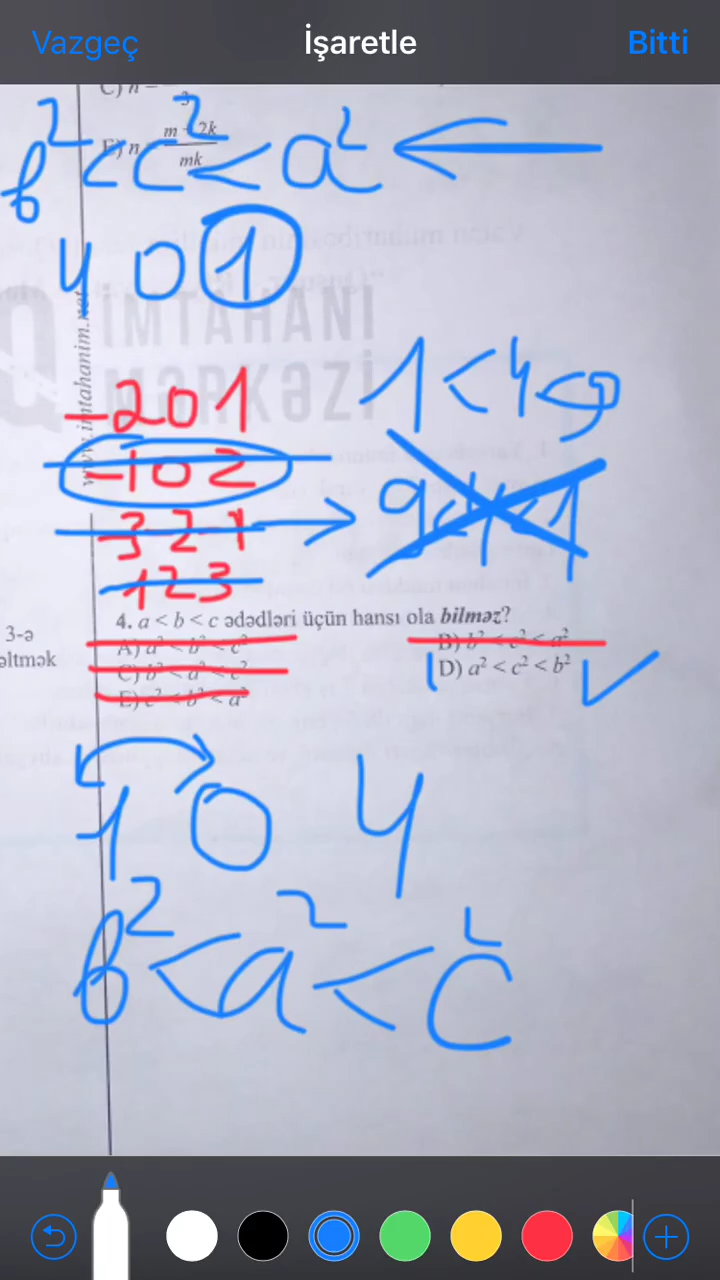 Vazgeç İşaretle Bitti
b² < c² < a²
4 0 1
www.imtahanim.net
İMTAHANI
MƏRKƏZİ
-2 0 1
-1 0 2
-3 2 1
1 2 3
1 < 4 < 9
9 < 4 < 1
3-ə
əltmək
4. a < b < c ədədləri üçün hansı ola bilməz?
A) a² < b² < c² B) b² < c² < a²
C) b² < a² < c² D) a² < c² < b²
E) c² < b² < a²
-1 0 4
b² < a² < c²